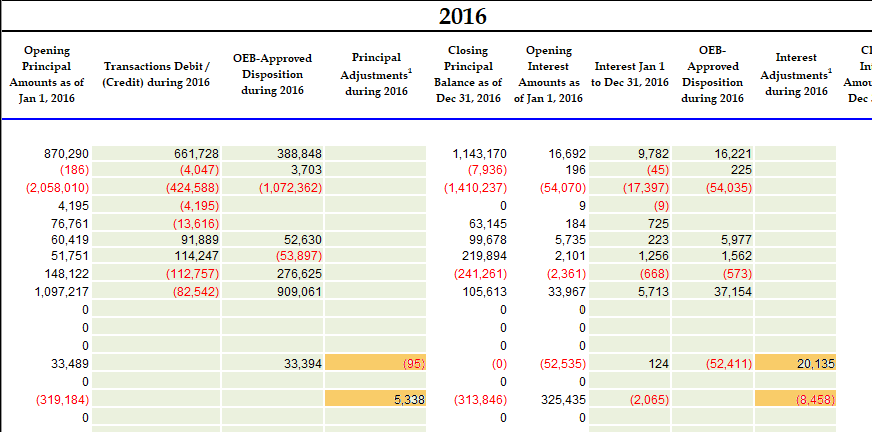 2016
Opening Principal Amounts as of Jan 1, 2016 Transactions Debit / (Credit) during 2016 OEB-Approved Disposition during 2016 Principal Adjustments1 during 2016 Closing Principal Balance as of Dec 31, 2016 Opening Interest Amounts as of Jan 1, 2016 Interest Jan 1 to Dec 31, 2016 OEB-Approved Disposition during 2016 Interest Adjustments1 during 2016 Cl In Amou Dec
870,290 661,728 388,848 1,143,170 16,692 9,782 16,221
(186) (4,047) 3,703 (7,936) 196 (45) 225
(2,058,010) (424,588) (1,072,362) (1,410,237) (54,070) (17,397) (54,035)
4,195 (4,195) 0 9 (9)
76,761 (13,616) 63,145 184 725
60,419 91,889 52,630 99,678 5,735 223 5,977
51,751 114,247 (53,897) 219,894 2,101 1,256 1,562
148,122 (112,757) 276,625 (241,261) (2,361) (668) (573)
1,097,217 (82,542) 909,061 105,613 33,967 5,713 37,154
0 0 0
0 0 0
0 0 0
33,489 33,394 (95) (0) (52,535) 124 (52,411) 20,135
0 0 0
(319,184) 5,338 (313,846) 325,435 (2,065) (8,458)
0 0 0